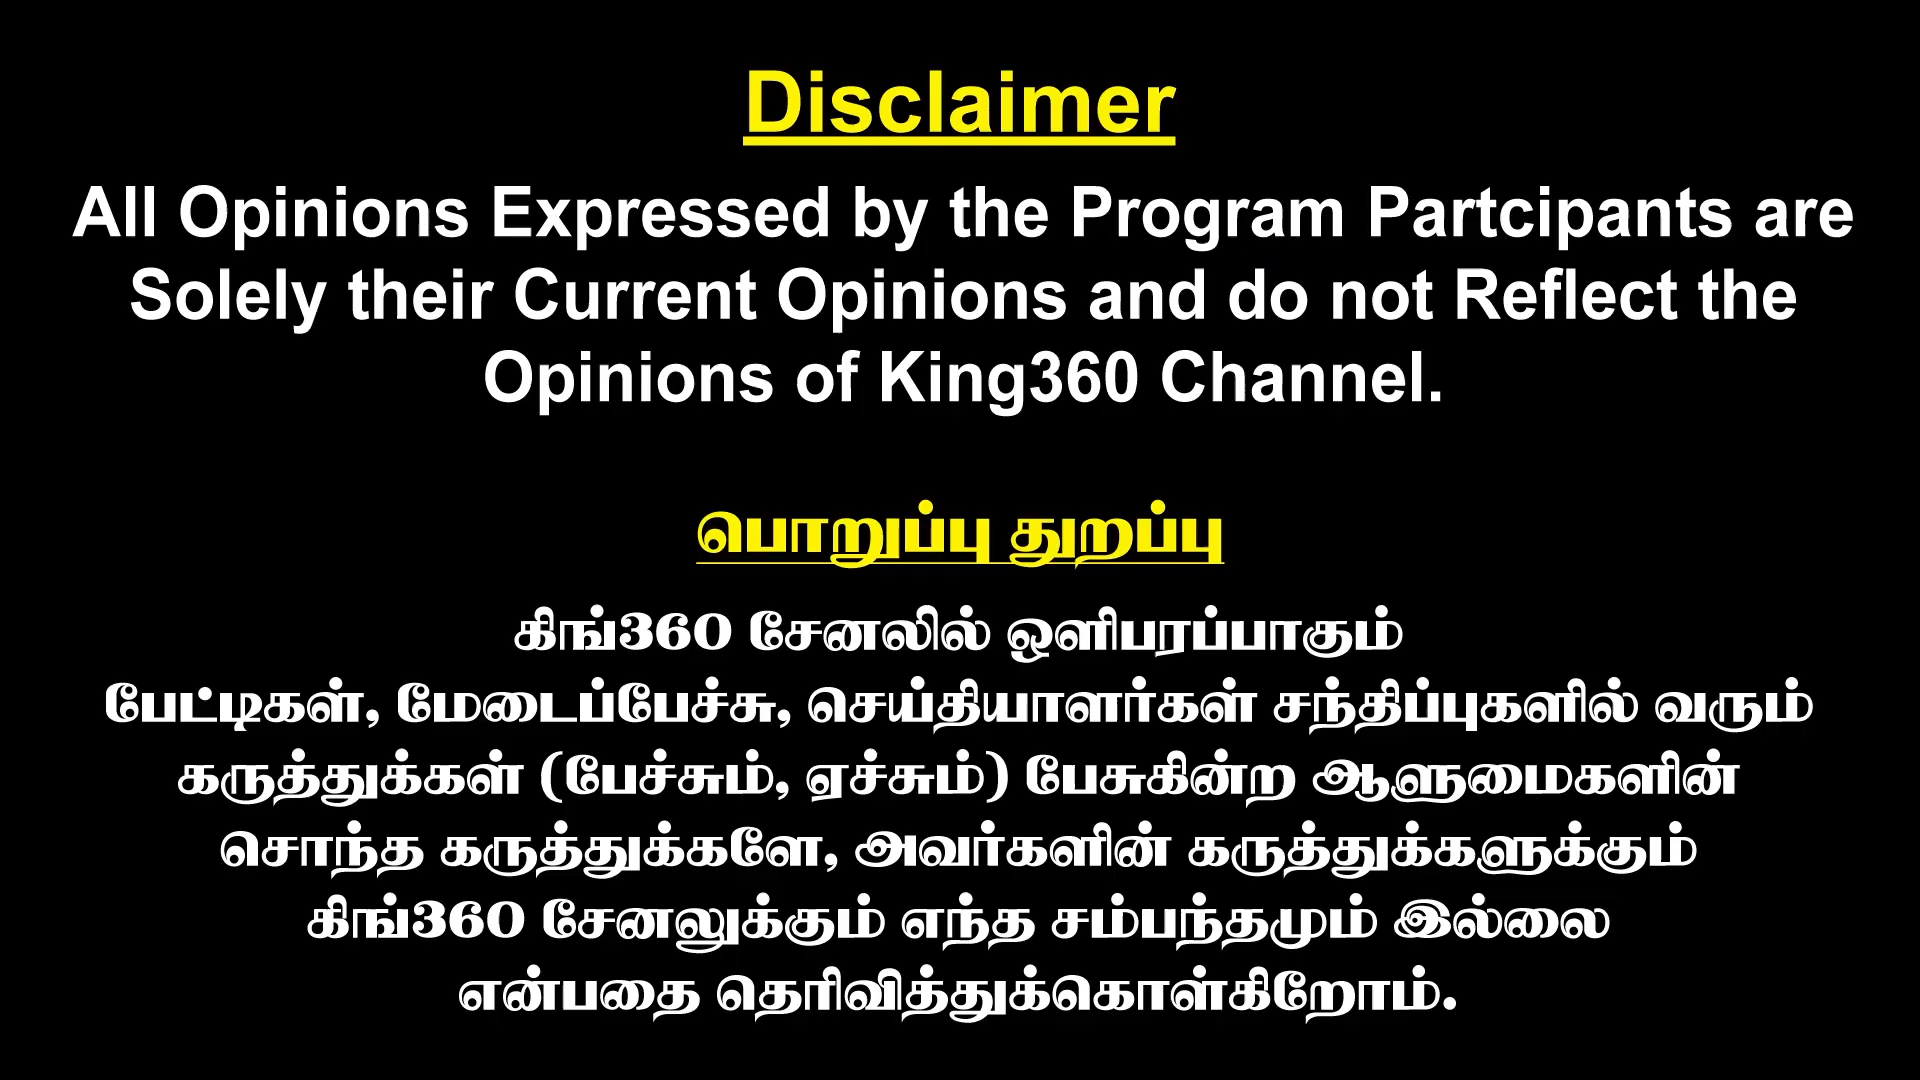 Disclaimer
All Opinions Expressed by the Program Partcipants are
Solely their Current Opinions and do not Reflect the
Opinions of King360 Channel.
பொறுப்பு துறப்பு
கிங்360 சேனலில் ஒளிபரப்பாகும்
பேட்டிகள், மேடைப்பேச்சு, செய்தியாளர்கள் சந்திப்புகளில் வரும்
கருத்துக்கள் (பேச்சும், ஏச்சும்) பேசுகின்ற ஆளுமைகளின்
சொந்த கருத்துக்களே, அவர்களின் கருத்துக்களுக்கும்
கிங்360 சேனலுக்கும் எந்த சம்பந்தமும் இல்லை
என்பதை தெரிவித்துக்கொள்கிறோம்.